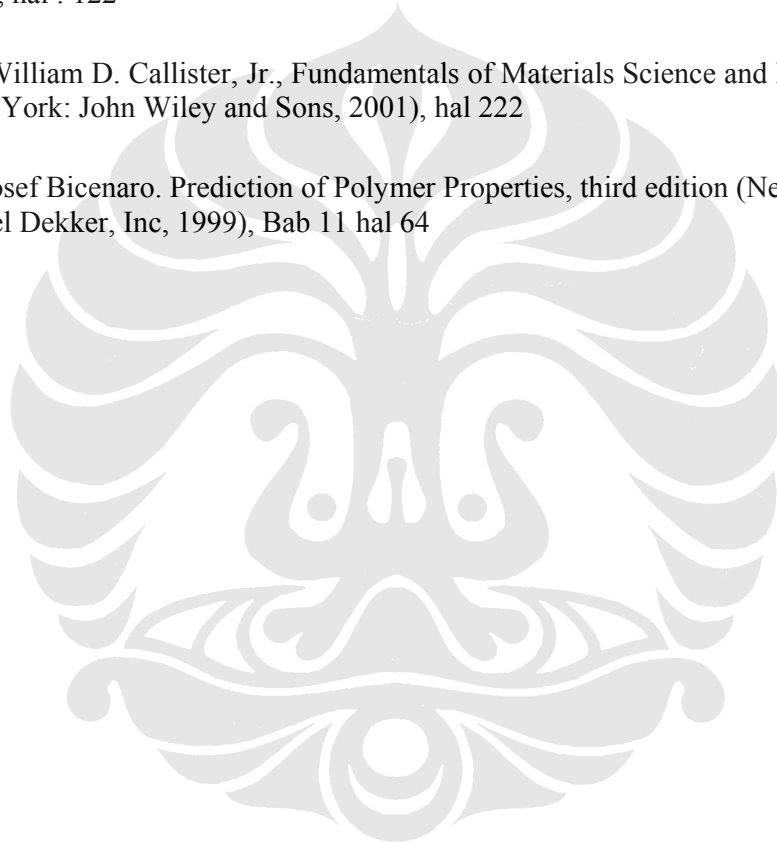 , hal . 122
William D. Callister, Jr., Fundamentals of Materials Science and
York: John Wiley and Sons, 2001), hal 222
osef Bicenaro. Prediction of Polymer Properties, third edition (Ne
el Dekker, Inc, 1999), Bab 11 hal 64